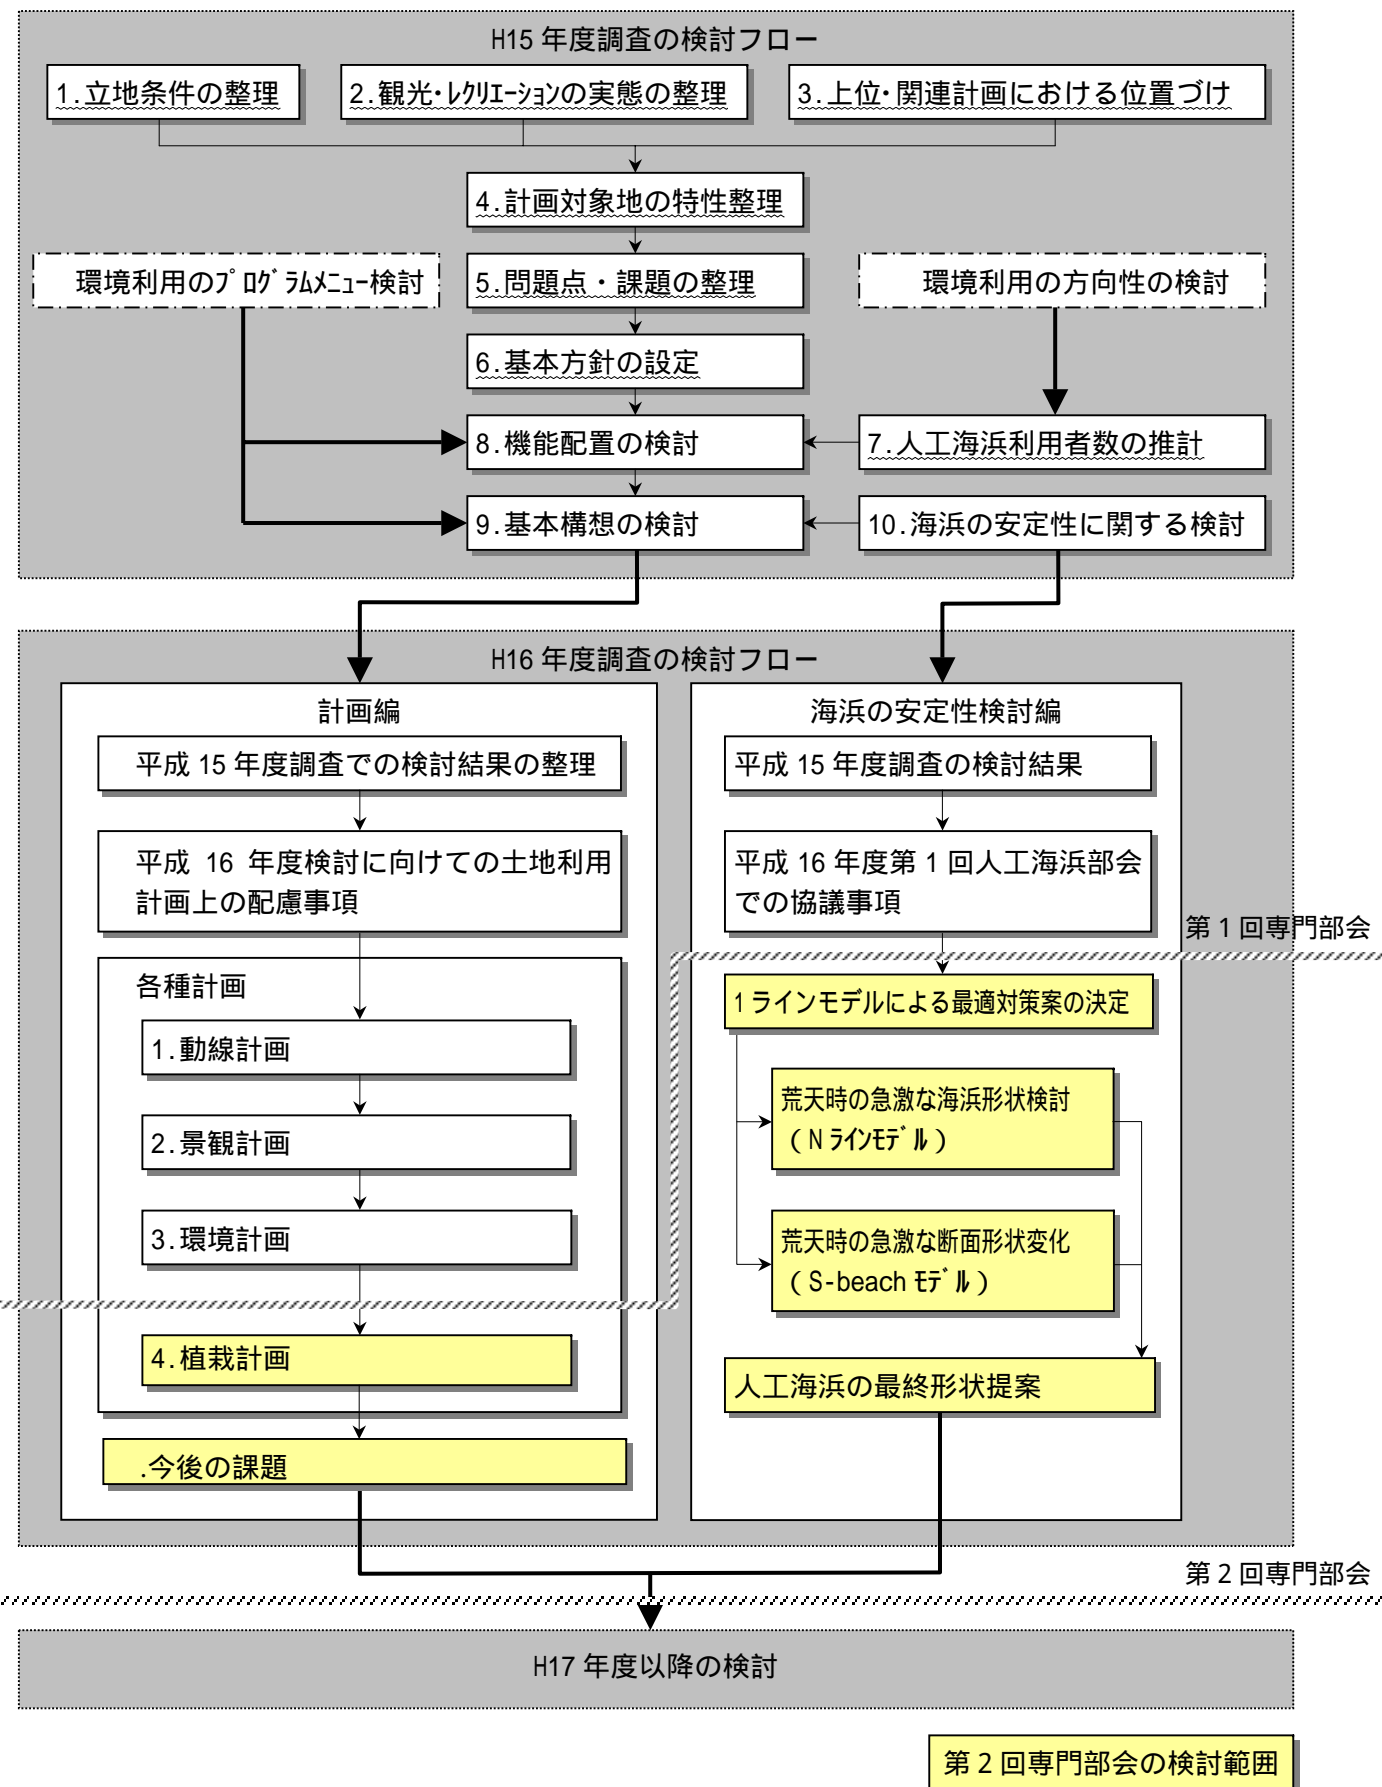 H15 年度調査の検討フロー
1.立地条件の整理
2.観光・ﾚｸﾘｴｰｼｮﾝの実態の整理
3.上位・関連計画における位置づけ
4.計画対象地の特性整理
環境利用のﾌﾟﾛｸﾞﾗﾑﾒﾆｭｰ検討
5.問題点・課題の整理
環境利用の方向性の検討
6.基本方針の設定
8.機能配置の検討
7.人工海浜利用者数の推計
9.基本構想の検討
10.海浜の安定性に関する検討
H16 年度調査の検討フロー
計画編
平成 15 年度調査での検討結果の整理
平成 16 年度検討に向けての土地利用
計画上の配慮事項
各種計画
1.動線計画
2.景観計画
3.環境計画
4.植栽計画
.今後の課題
海浜の安定性検討編
平成 15 年度調査の検討結果
平成 16 年度第 1 回人工海浜部会
での協議事項
第 1 回専門部会
1 ラインモデルによる最適対策案の決定
荒天時の急激な海浜形状検討
（N ﾗｲﾝﾓﾃﾞﾙ）
荒天時の急激な断面形状変化
（S-beach ﾓﾃﾞﾙ）
人工海浜の最終形状提案
第 2 回専門部会
H17 年度以降の検討
第 2 回専門部会の検討範囲